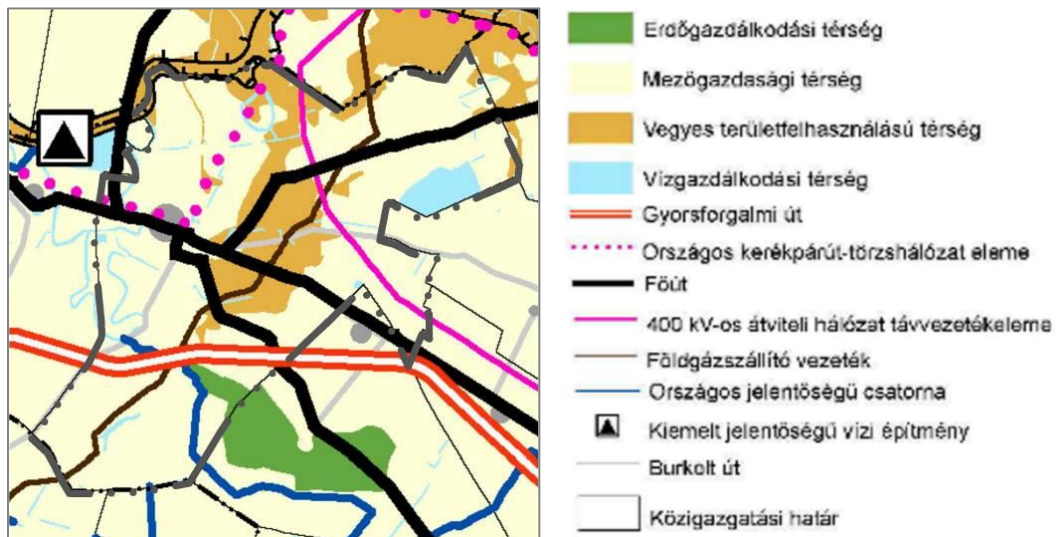 Erdőgazdálkodási térség
Mezőgazdasági térség
Vegyes területfelhasználású térség
Vízgazdálkodási térség
Gyorsforgalmi út
Országos kerékpárút-törzshálózat eleme
Főút
400 kV-os átviteli hálózat távvezetékeleme
Földgázszállító vezeték
Országos jelentőségű csatorna
Kiemelt jelentőségű vízi építmény
Burkolt út
Közigazgatási határ